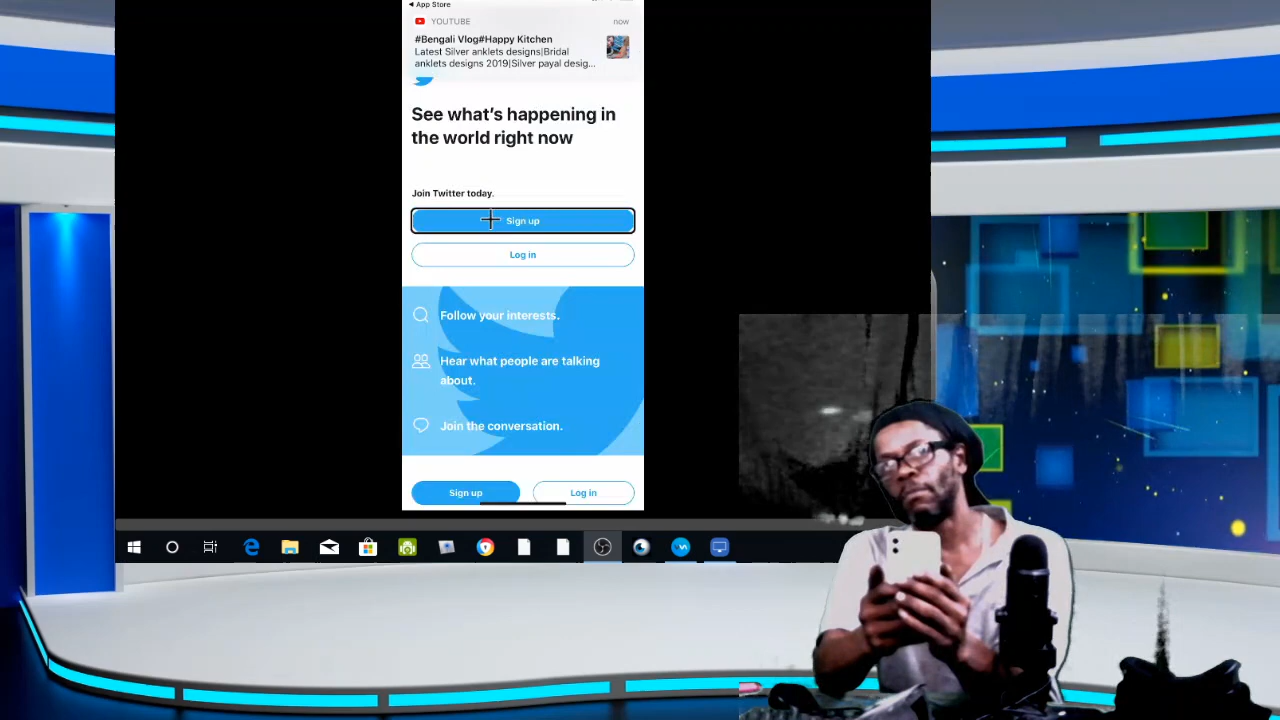 App Store
YOUTUBE
now
#Bengali Vlog#Happy Kitchen
Latest Silver anklets designs|Bridal
anklets designs 2019|Silver payal desig...
See what's happening in
the world right now
Join Twitter today.
Sign up
Log in
Follow your interests.
Hear what people are talking
about.
Join the conversation.
Sign up
Log in